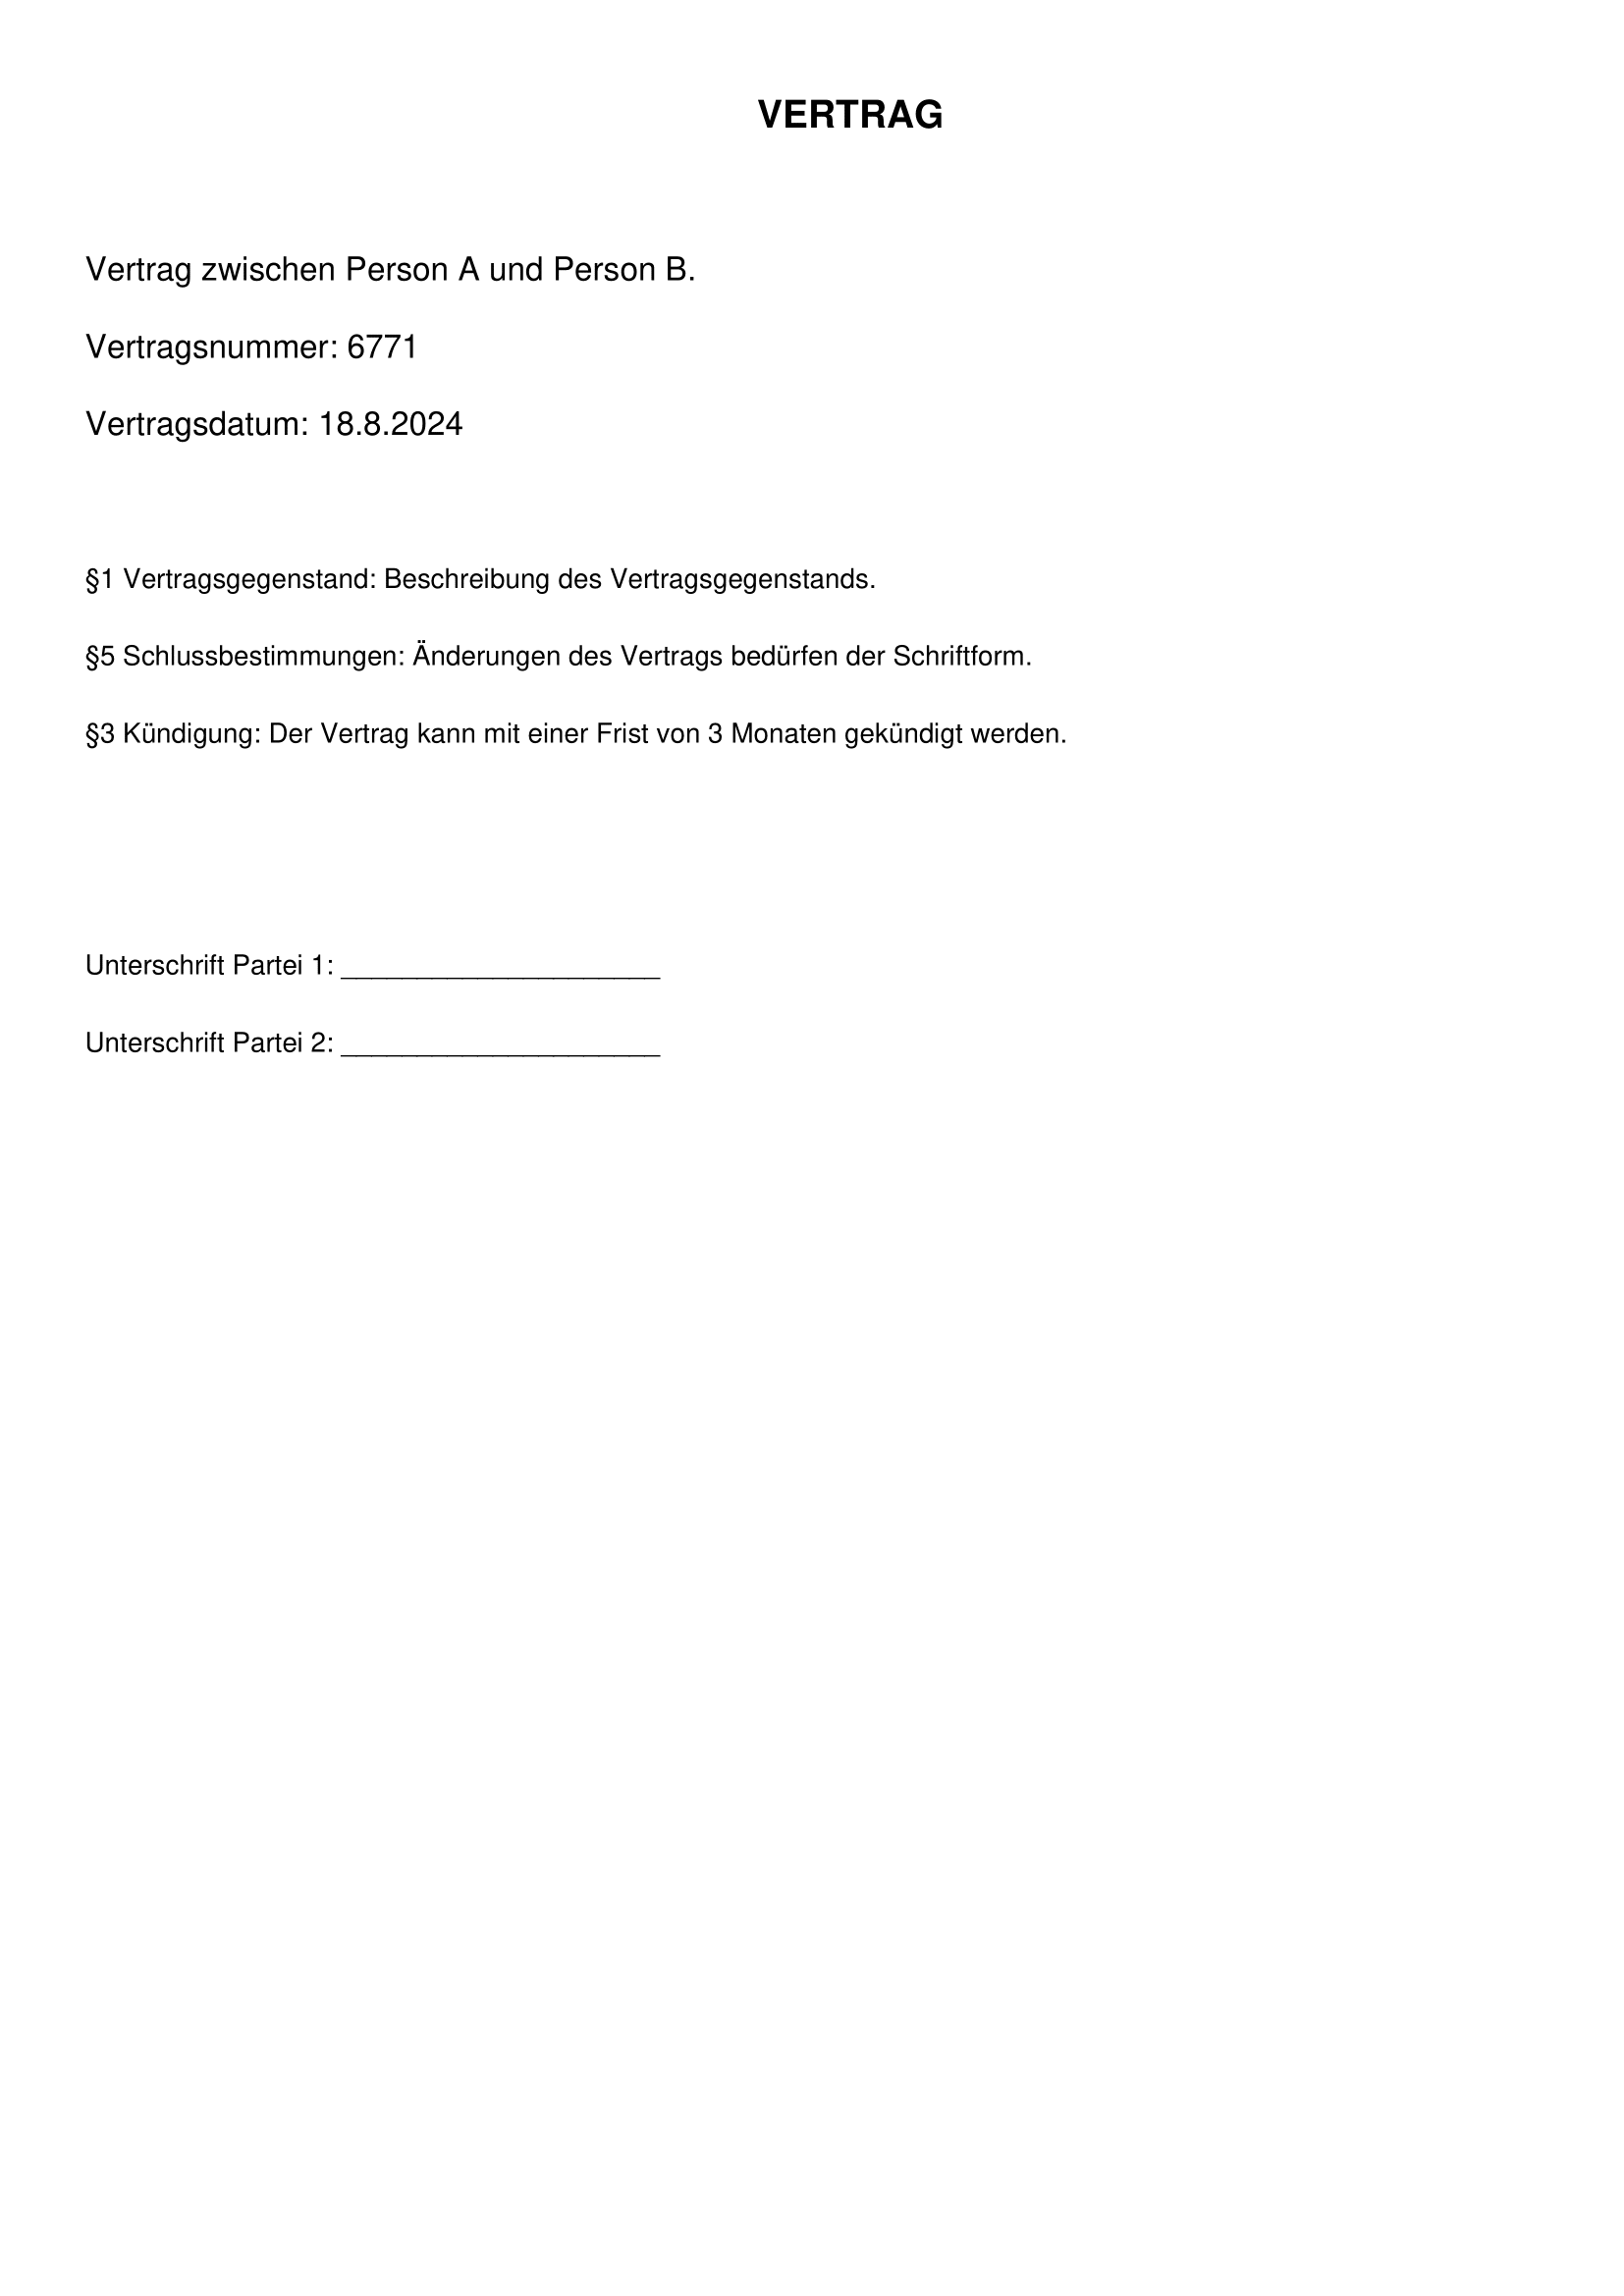 VERTRAG
Vertrag zwischen Person A und Person B.
Vertragsnummer: 6771
Vertragsdatum: 18.8.2024
§1 Vertragsgegenstand: Beschreibung des Vertragsgegenstands.
§5 Schlussbestimmungen: Änderungen des Vertrags bedürfen der Schriftform.
§3 Kündigung: Der Vertrag kann mit einer Frist von 3 Monaten gekündigt werden.
Unterschrift Partei 1: _____________________
Unterschrift Partei 2: _____________________